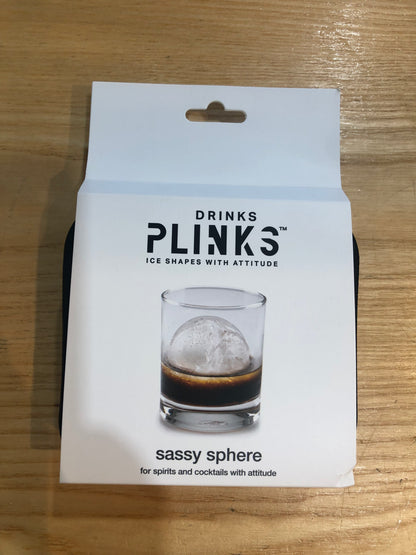 DRINKS
PLINKS™
ICE SHAPES WITH ATTITUDE
sassy sphere
for spirits and cocktails with attitude